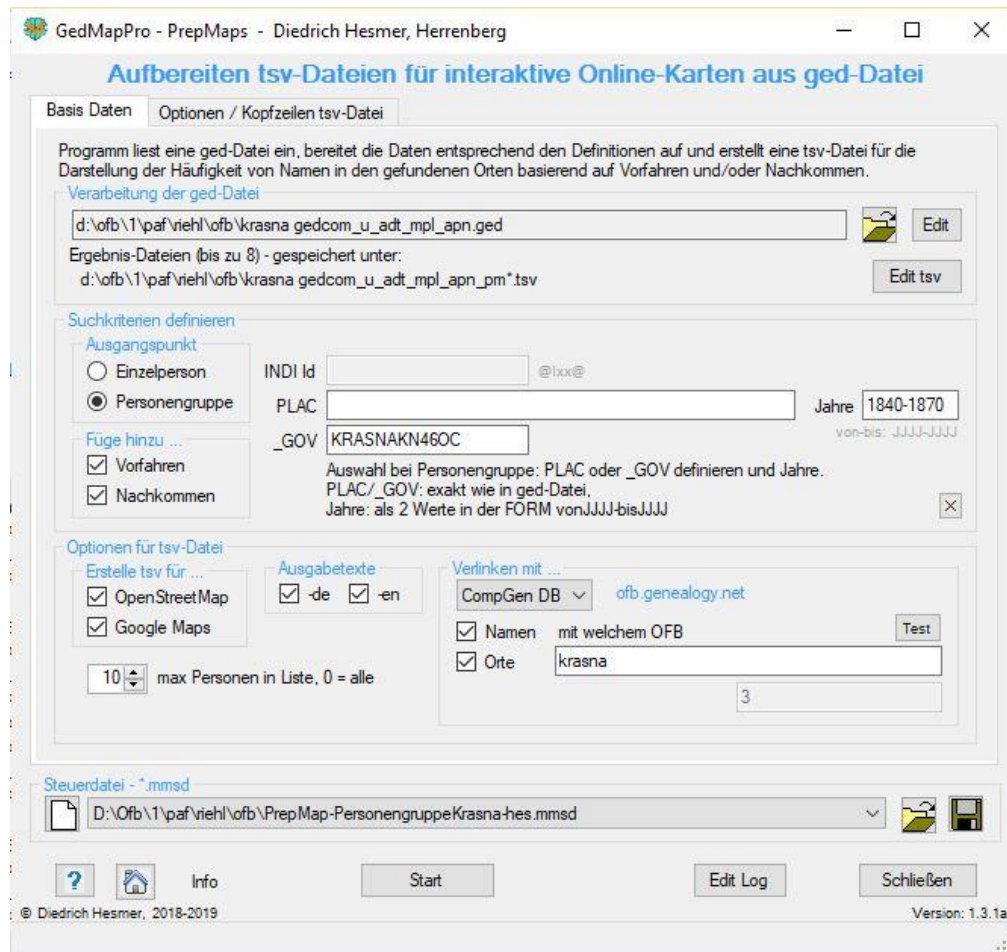 GedMapPro - PrepMaps - Diedrich Hesmer, Herrenberg
Aufbereiten tsv-Dateien für interaktive Online-Karten aus ged-Datei
Basis Daten
Optionen / Kopfzeilen tsv-Datei
Programm liest eine ged-Datei ein, bereitet die Daten entsprechend den Definitionen auf und erstellt eine tsv-Datei für die
Darstellung der Häufigkeit von Namen in den gefundenen Orten basierend auf Vorfahren und/oder Nachkommen.
Verarbeitung der ged-Datei
d:\ofb\1\paf\riehl\ofb\krasna gedcom_u_adt_mpl_apn.ged
Edit
Ergebnis-Dateien (bis zu 8) - gespeichert unter:
d:\ofb\1\paf\riehl\ofb\krasna gedcom_u_adt_mpl_apn_pm*.tsv
Edit tsv
Suchkriterien definieren
Ausgangspunkt
Einzelperson
Personengruppe
INDI Id
@Ixx@
PLAC
Jahre 1840-1870
von-bis: JJJJ-JJJJ
Füge hinzu ...
Vorfahren
Nachkommen
_GOV KRASNAKN46OC
Auswahl bei Personengruppe: PLAC oder _GOV definieren und Jahre.
PLAC/_GOV: exakt wie in ged-Datei,
Jahre: als 2 Werte in der FORM vonJJJJ-bisJJJJ
Optionen für tsv-Datei
Erstelle tsv für ...
OpenStreetMap
Google Maps
Ausgabetexte
-de -en
10 max Personen in Liste, 0 = alle
Verlinken mit ...
CompGen DB ofb.genealogy.net
Namen mit welchem OFB Test
Orte krasna
3
Steuerdatei - *.mmsd
D:\Ofb\1\paf\riehl\ofb\PrepMap-PersonengruppeKrasna-hes.mmsd
? Info Start Edit Log Schließen
© Diedrich Hesmer, 2018-2019 Version: 1.3.1a